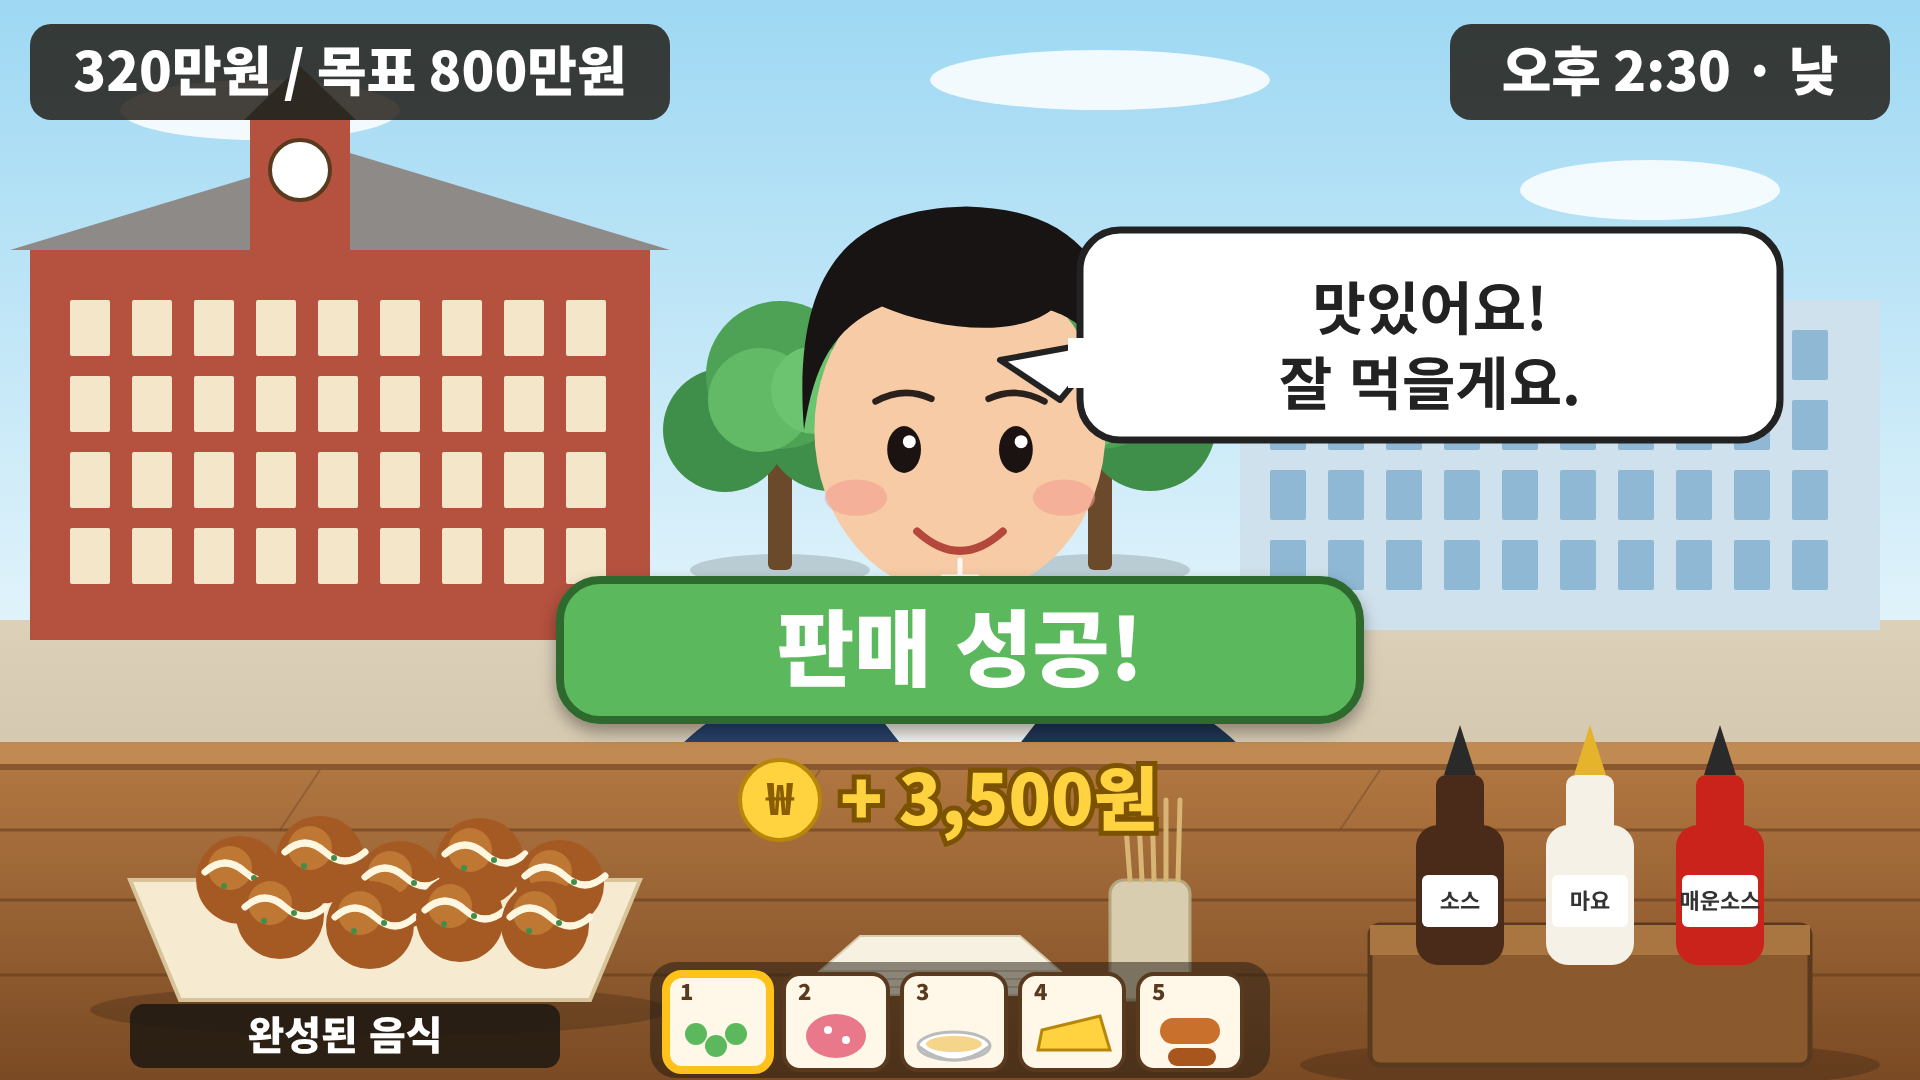 320만원 / 목표 800만원
오후 2:30 · 낮
맛있어요!
잘 먹을게요.
판매 성공!
₩ + 3,500원
소스
마요
매운소스
완성된 음식
1
2
3
4
5